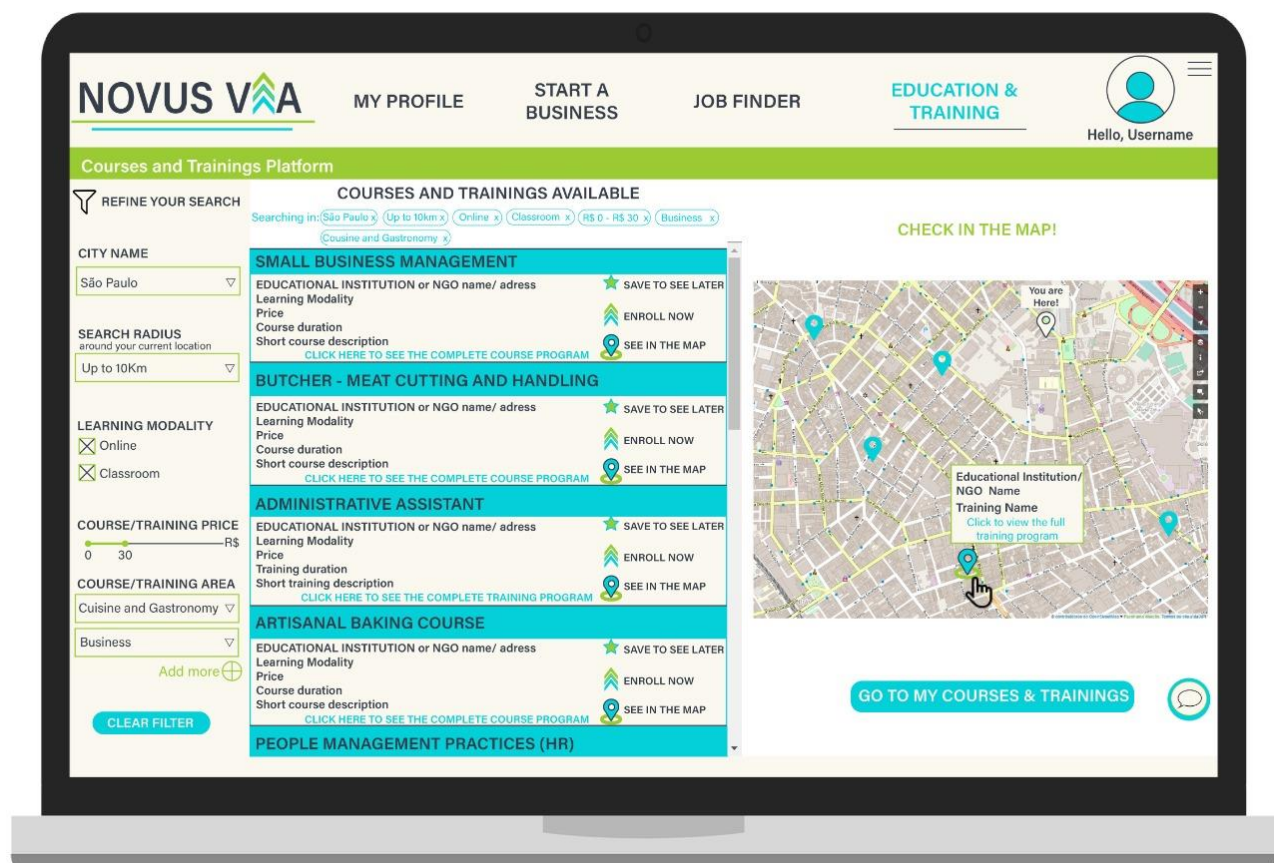 NOVUS VIA
MY PROFILE
START A
BUSINESS
JOB FINDER
EDUCATION &
TRAINING
Hello, Username
Courses and Trainings Platform
REFINE YOUR SEARCH
CITY NAME
São Paulo
SEARCH RADIUS
around your current location
Up to 10Km
LEARNING MODALITY
Online
Classroom
COURSE/TRAINING PRICE
R$
0 30
COURSE/TRAINING AREA
Cuisine and Gastronomy
Business
Add more
CLEAR FILTER
COURSES AND TRAININGS AVAILABLE
Searching in: São Paulo x Up to 10km x Online x Classroom x R$ 0 - R$ 30 x Business x
Cousine and Gastronomy x
SMALL BUSINESS MANAGEMENT
EDUCATIONAL INSTITUTION or NGO name/ adress
Learning Modality
Price
Course duration
Short course description
CLICK HERE TO SEE THE COMPLETE COURSE PROGRAM
SAVE TO SEE LATER
ENROLL NOW
SEE IN THE MAP
BUTCHER - MEAT CUTTING AND HANDLING
EDUCATIONAL INSTITUTION or NGO name/ adress
Learning Modality
Price
Course duration
Short course description
CLICK HERE TO SEE THE COMPLETE COURSE PROGRAM
SAVE TO SEE LATER
ENROLL NOW
SEE IN THE MAP
ADMINISTRATIVE ASSISTANT
EDUCATIONAL INSTITUTION or NGO name/ adress
Learning Modality
Price
Training duration
Short training description
CLICK HERE TO SEE THE COMPLETE TRAINING PROGRAM
SAVE TO SEE LATER
ENROLL NOW
SEE IN THE MAP
ARTISANAL BAKING COURSE
EDUCATIONAL INSTITUTION or NGO name/ adress
Learning Modality
Price
Course duration
Short course description
CLICK HERE TO SEE THE COMPLETE COURSE PROGRAM
SAVE TO SEE LATER
ENROLL NOW
SEE IN THE MAP
PEOPLE MANAGEMENT PRACTICES (HR)
CHECK IN THE MAP!
You are
Here!
Educational Institution/
NGO Name
Training Name
Click to view the full
training program
GO TO MY COURSES & TRAININGS